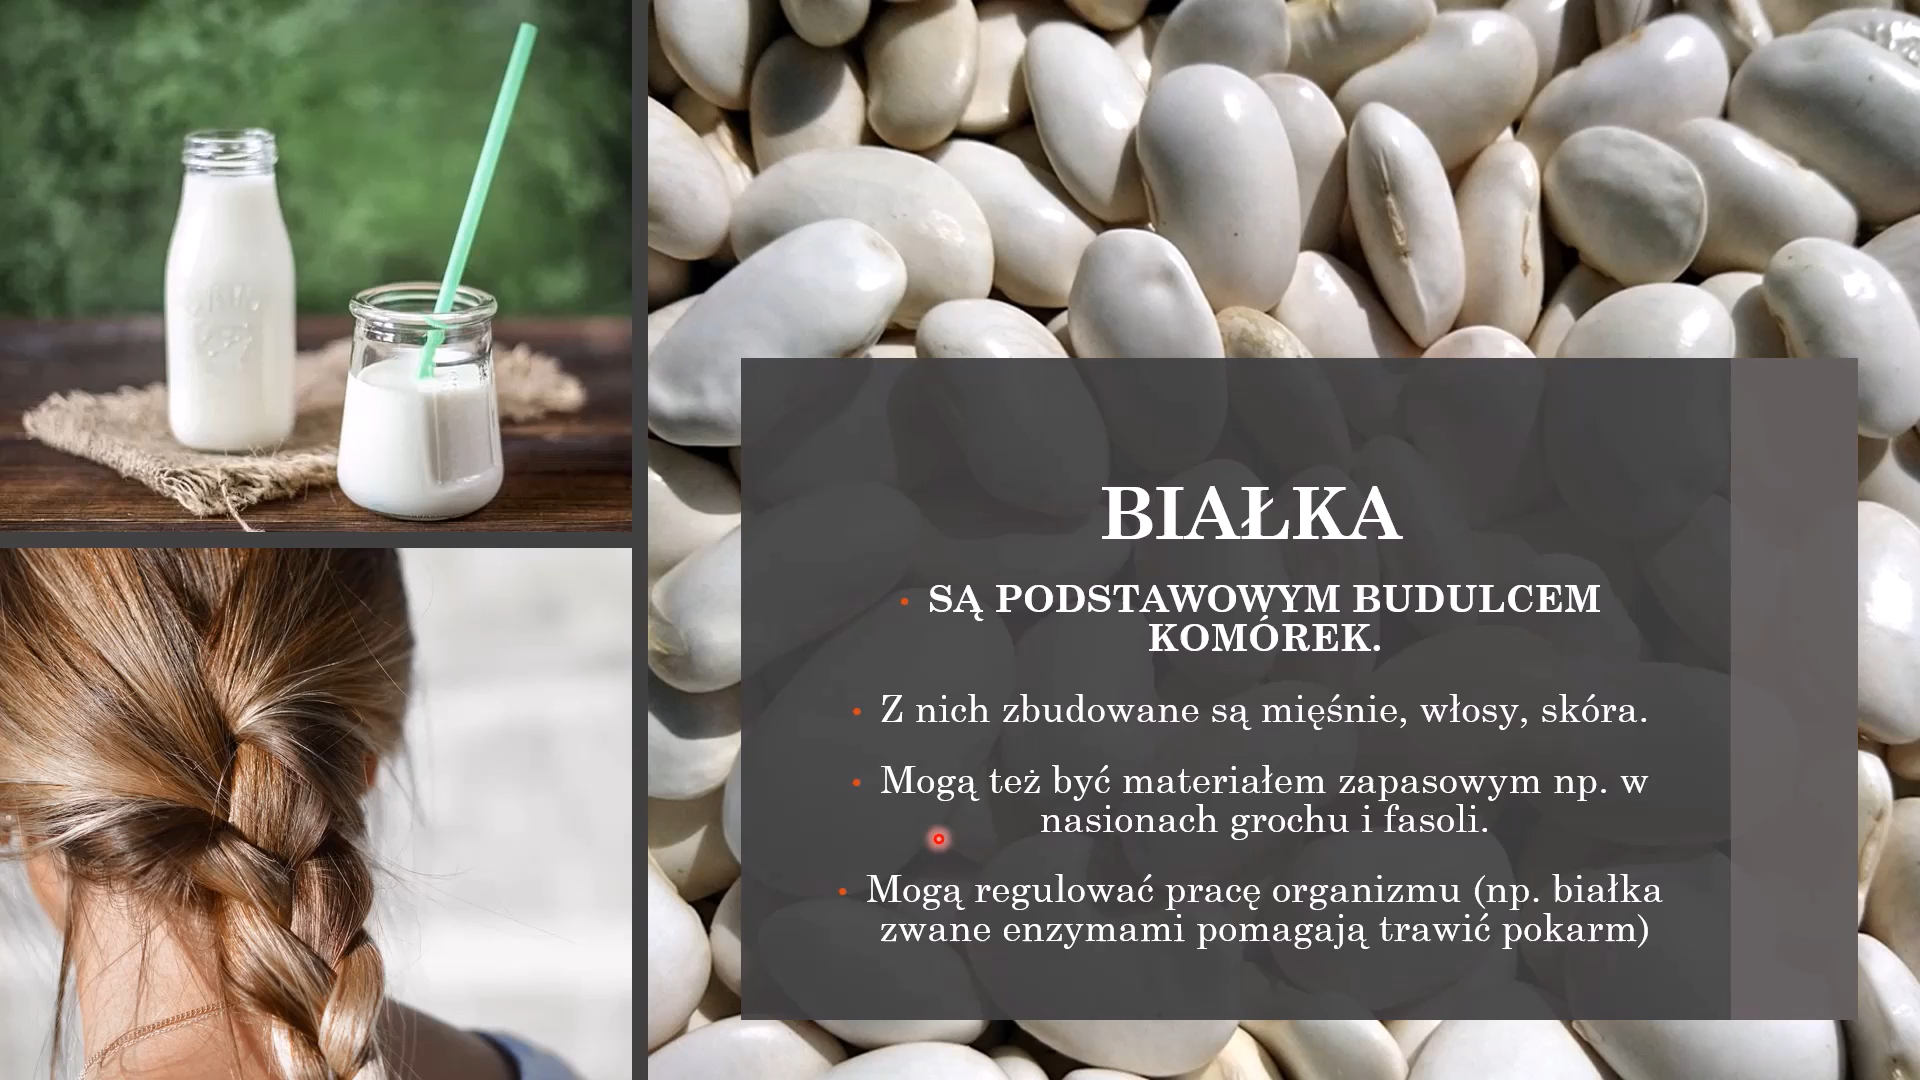 BIAŁKA
• SĄ PODSTAWOWYM BUDULCEM
KOMÓREK.
• Z nich zbudowane są mięśnie, włosy, skóra.
• Mogą też być materiałem zapasowym np. w
nasionach grochu i fasoli.
• Mogą regulować pracę organizmu (np. białka
zwane enzymami pomagają trawić pokarm)